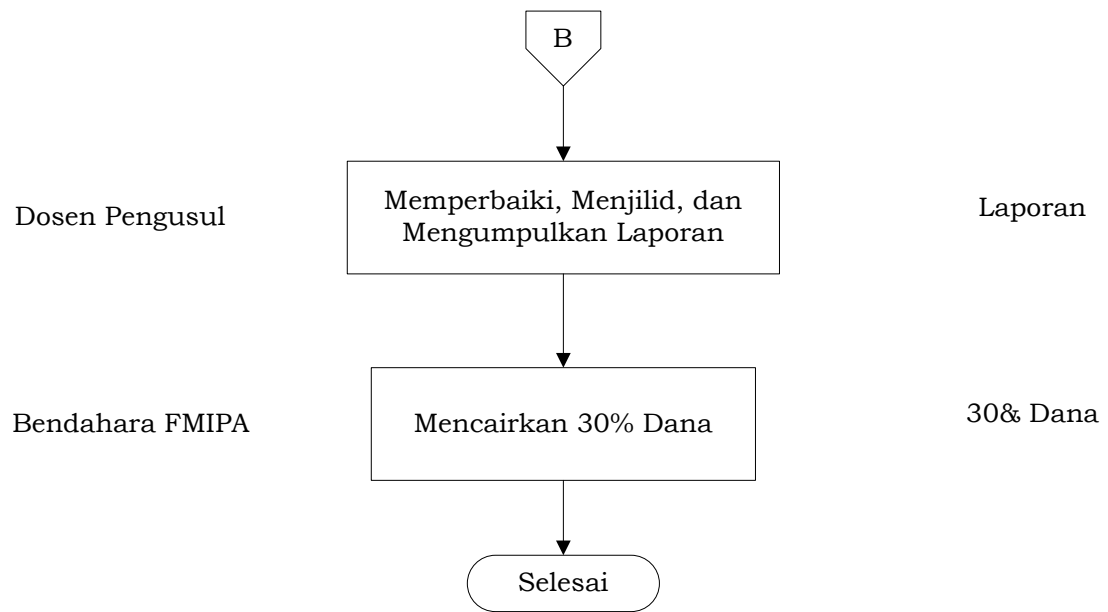 B
Dosen Pengusul
Memperbaiki, Menjilid, dan
Mengumpulkan Laporan
Laporan
Bendahara FMIPA
Mencairkan 30% Dana
30& Dana
Selesai